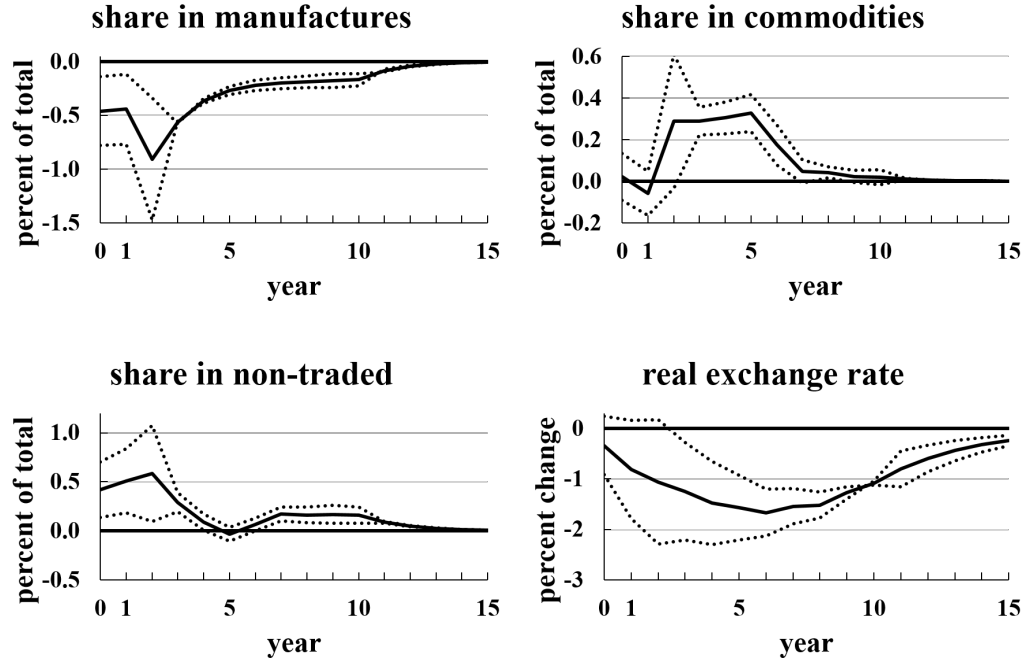 share in manufactures
percent of total
0.0
-0.5
-1.0
-1.5
0 1 5 10 15
year
share in commodities
percent of total
0.6
0.4
0.2
0.0
-0.2
0 1 5 10 15
year
share in non-traded
percent of total
1.0
0.5
0.0
-0.5
0 1 5 10 15
year
real exchange rate
percent change
0
-1
-2
-3
0 1 5 10 15
year